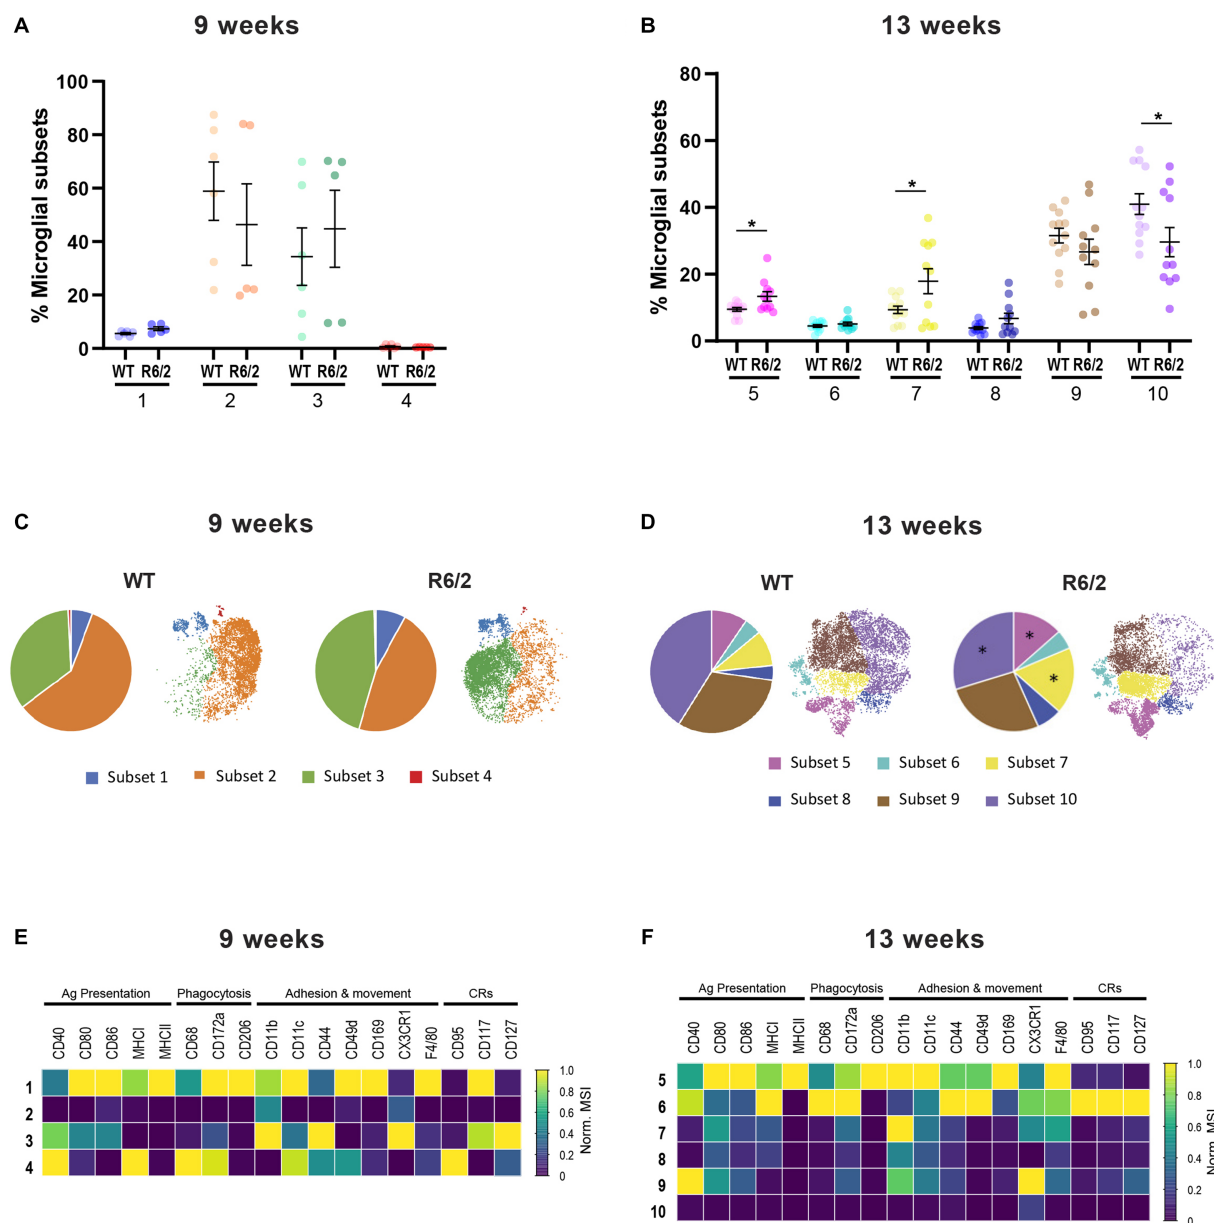 A
9 weeks
% Microglial subsets
100
80
60
40
20
0
WT R6/2 WT R6/2 WT R6/2 WT R6/2
1 2 3 4
B
13 weeks
% Microglial subsets
80
60
40
20
0
* * *
WT R6/2 WT R6/2 WT R6/2 WT R6/2 WT R6/2 WT R6/2
5 6 7 8 9 10
C
9 weeks
WT R6/2
Subset 1 Subset 2 Subset 3 Subset 4
D
13 weeks
WT R6/2
* * *
Subset 5 Subset 6 Subset 7
Subset 8 Subset 9 Subset 10
E
9 weeks
Ag Presentation Phagocytosis Adhesion & movement CRs
CD40 CD80 CD86 MHCI MHCII CD68 CD172a CD206 CD11b CD11c CD44 CD49d CD169 CX3CR1 F4/80 CD95 CD117 CD127
1
2
3
4
1.0
0.8
0.6
0.4
0.2
0
Norm. MSI
F
13 weeks
Ag Presentation Phagocytosis Adhesion & movement CRs
CD40 CD80 CD86 MHCI MHCII CD68 CD172a CD206 CD11b CD11c CD44 CD49d CD169 CX3CR1 F4/80 CD95 CD117 CD127
5
6
7
8
9
10
1.0
0.8
0.6
0.4
0.2
0
Norm. MSI